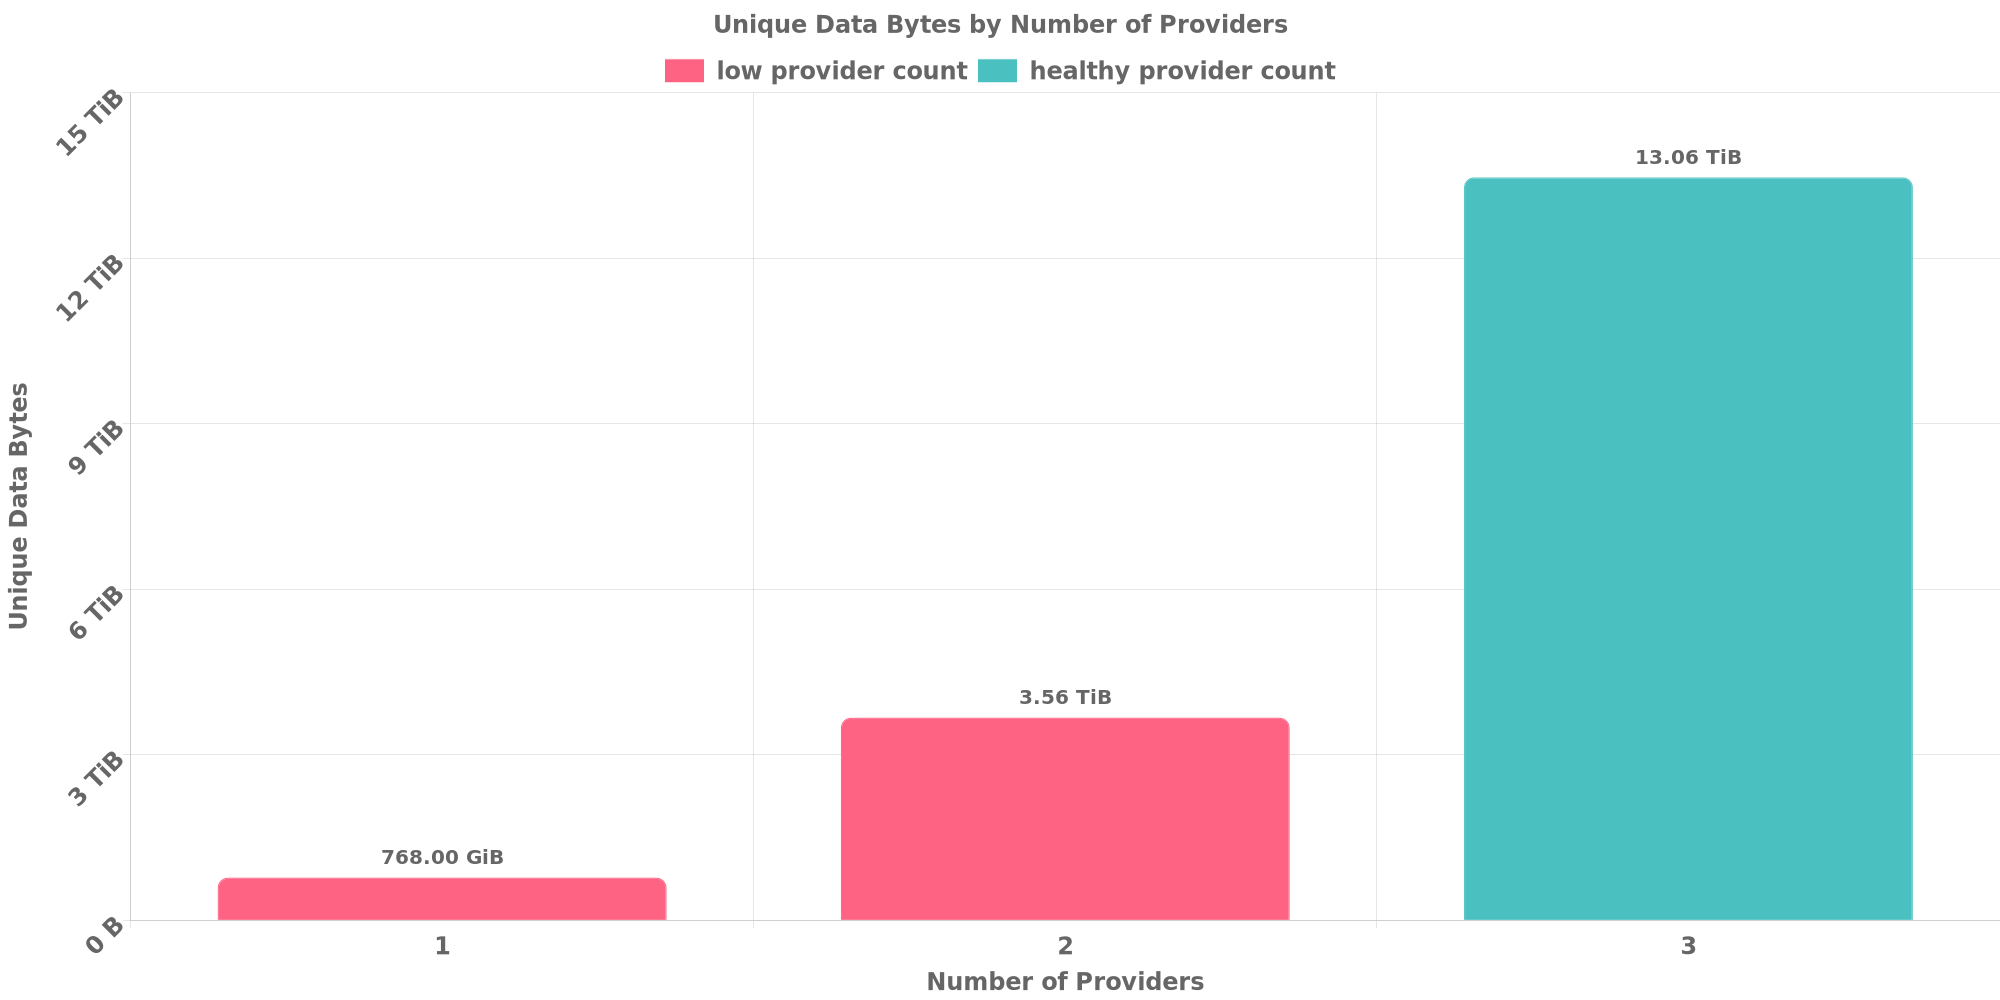 Unique Data Bytes by Number of Providers
low provider count healthy provider count
15 TiB
12 TiB
9 TiB
6 TiB
3 TiB
0 B
Unique Data Bytes
13.06 TiB
3.56 TiB
768.00 GiB
1 2 3
Number of Providers